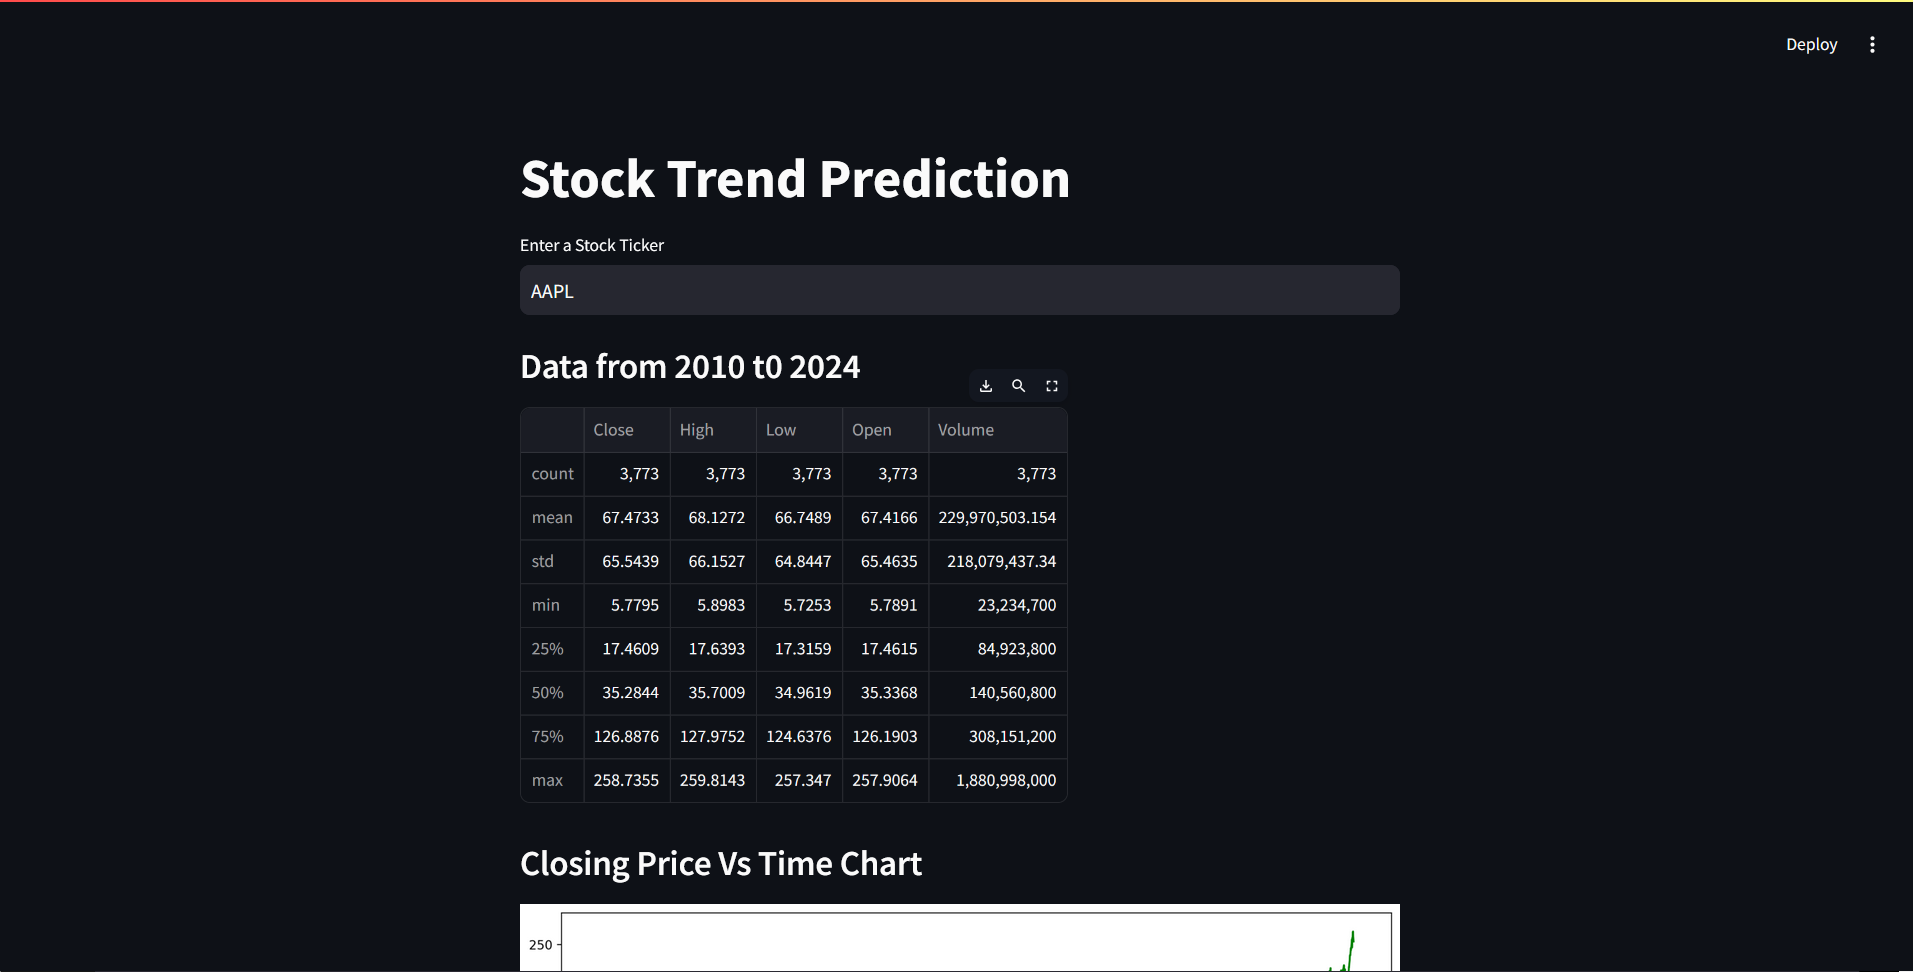 Deploy
Stock Trend Prediction
Enter a Stock Ticker
AAPL
Data from 2010 t0 2024
Close High Low Open Volume
count 3,773 3,773 3,773 3,773 3,773
mean 67.4733 68.1272 66.7489 67.4166 229,970,503.154
std 65.5439 66.1527 64.8447 65.4635 218,079,437.34
min 5.7795 5.8983 5.7253 5.7891 23,234,700
25% 17.4609 17.6393 17.3159 17.4615 84,923,800
50% 35.2844 35.7009 34.9619 35.3368 140,560,800
75% 126.8876 127.9752 124.6376 126.1903 308,151,200
max 258.7355 259.8143 257.347 257.9064 1,880,998,000
Closing Price Vs Time Chart
250